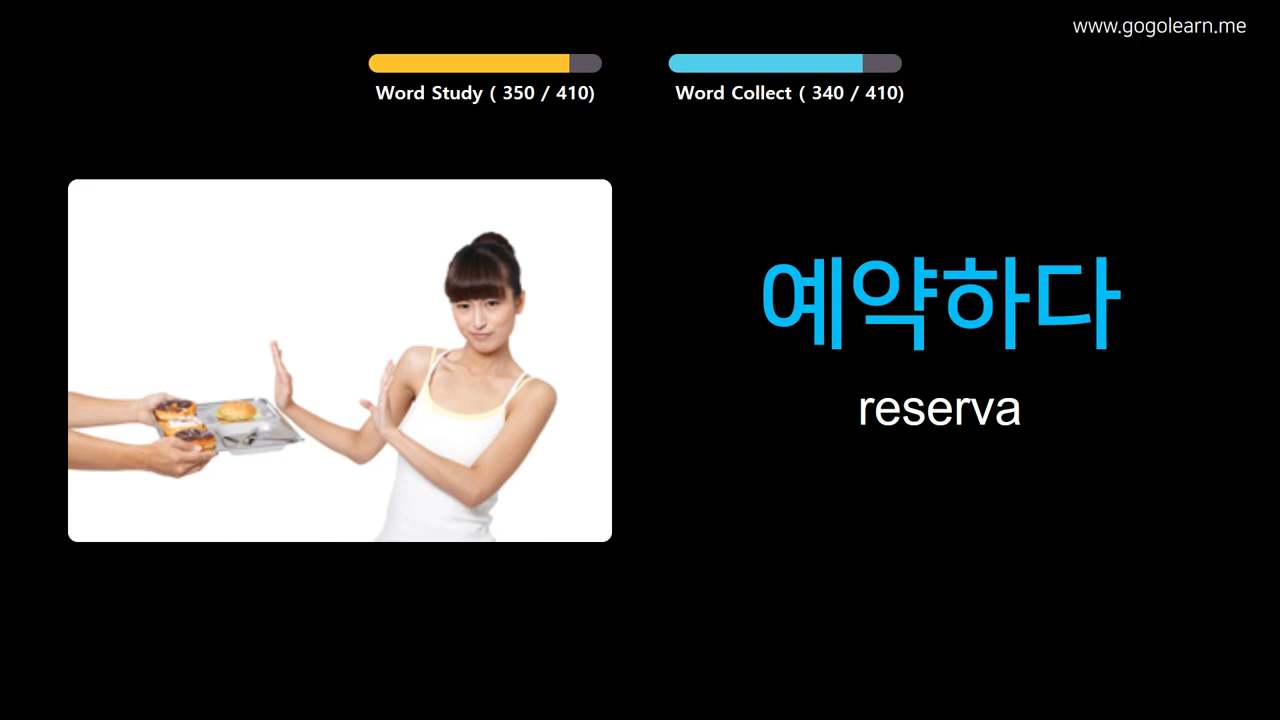 www.gogolearn.me
Word Study ( 350 / 410)
Word Collect ( 340 / 410)
예약하다
reserva